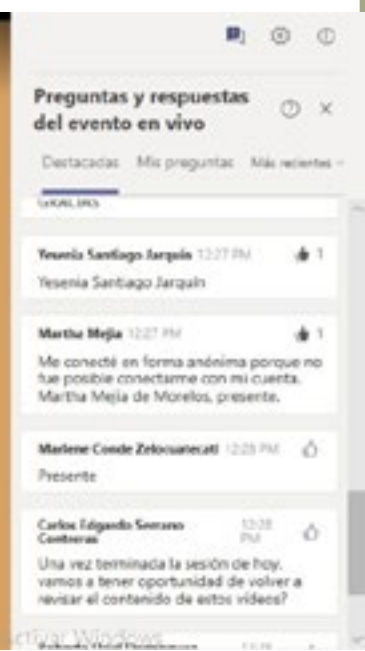 Preguntas y respuestas
del evento en vivo
Destacadas Mis preguntas Más recientes
Yesenia Santiago Jarquín 12:27 PM 1
Yesenia Santiago Jarquín
Martha Mejía 12:27 PM 1
Me conecté en forma anónima porque no
fue posible conectarme con mi cuenta.
Martha Mejía de Morelos, presente.
Marlene Conde Zelocuatecatl 12:28 PM
Presente
Carlos Edgardo Serrano 12:28
Contreras PM
Una vez terminada la sesión de hoy,
vamos a tener oportunidad de volver a
revisar el contenido de estos vídeos?
ctivar Windows